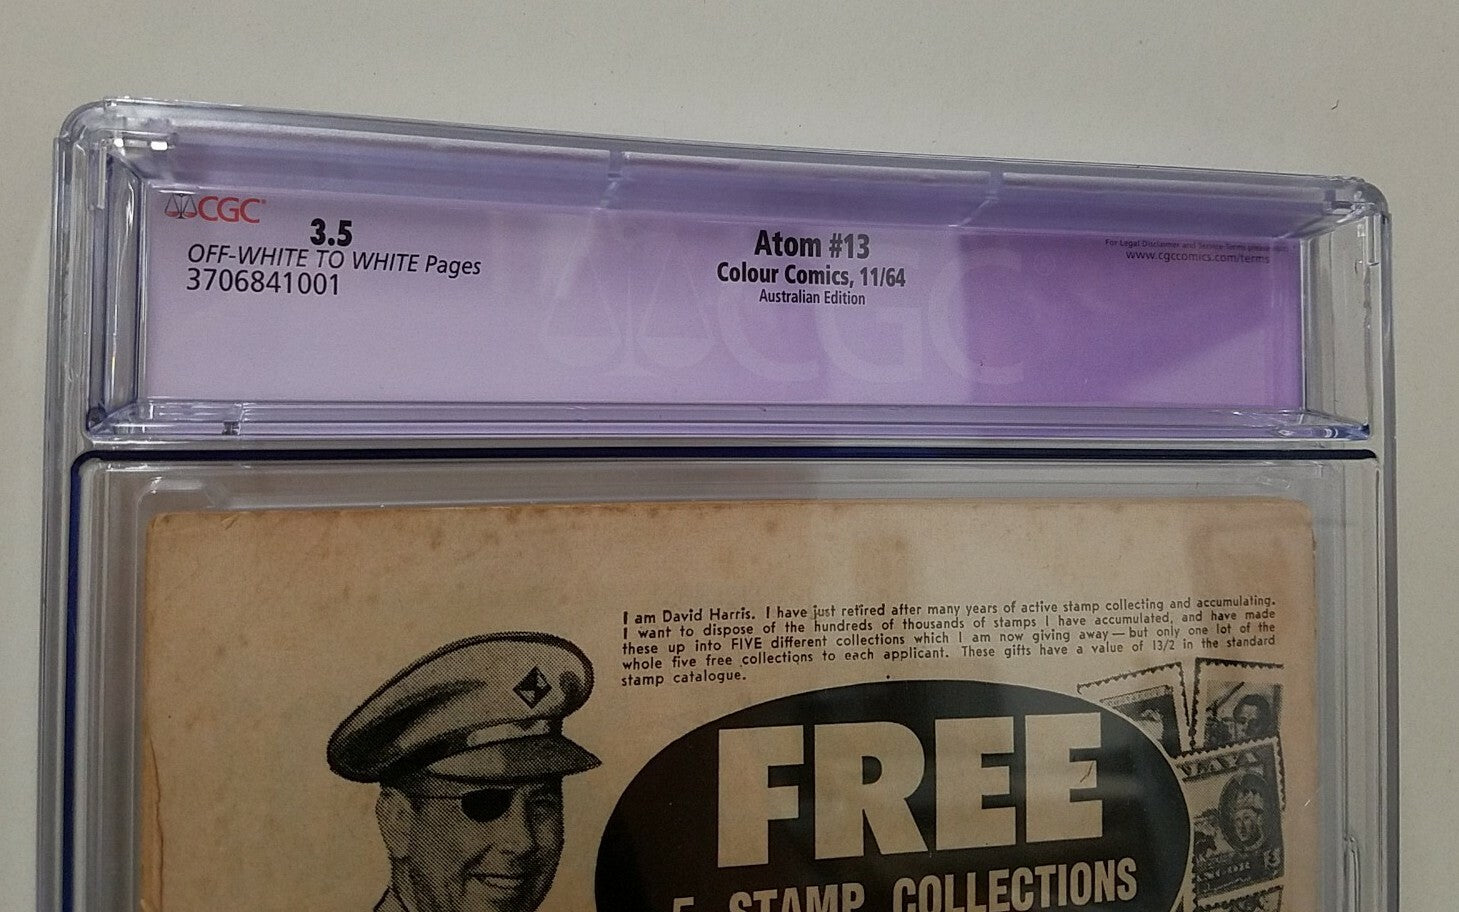 CGC
3.5
OFF-WHITE TO WHITE Pages
3706841001
Atom #13
Colour Comics, 11/64
Australian Edition
For Legal Disclaimer and Service Terms please
www.cgccomics.com/terms
CGC
I am David Harris. I have just retired after many years of active stamp collecting and accumulating.
I want to dispose of the hundreds of thousands of stamps I have accumulated, and have made
these up into FIVE different collections which I am now giving away — but only one lot of the
whole five free collections to each applicant. These gifts have a value of 13/2 in the standard
stamp catalogue.
FREE
5 STAMP COLLECTIONS